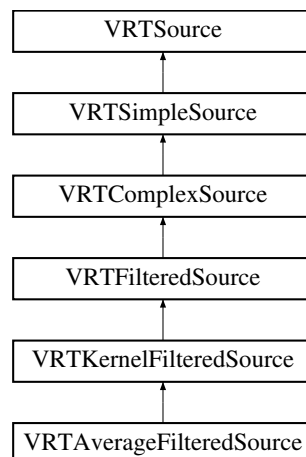 VRTSource
VRTSimpleSource
VRTComplexSource
VRTFilteredSource
VRTKernelFilteredSource
VRTAverageFilteredSource